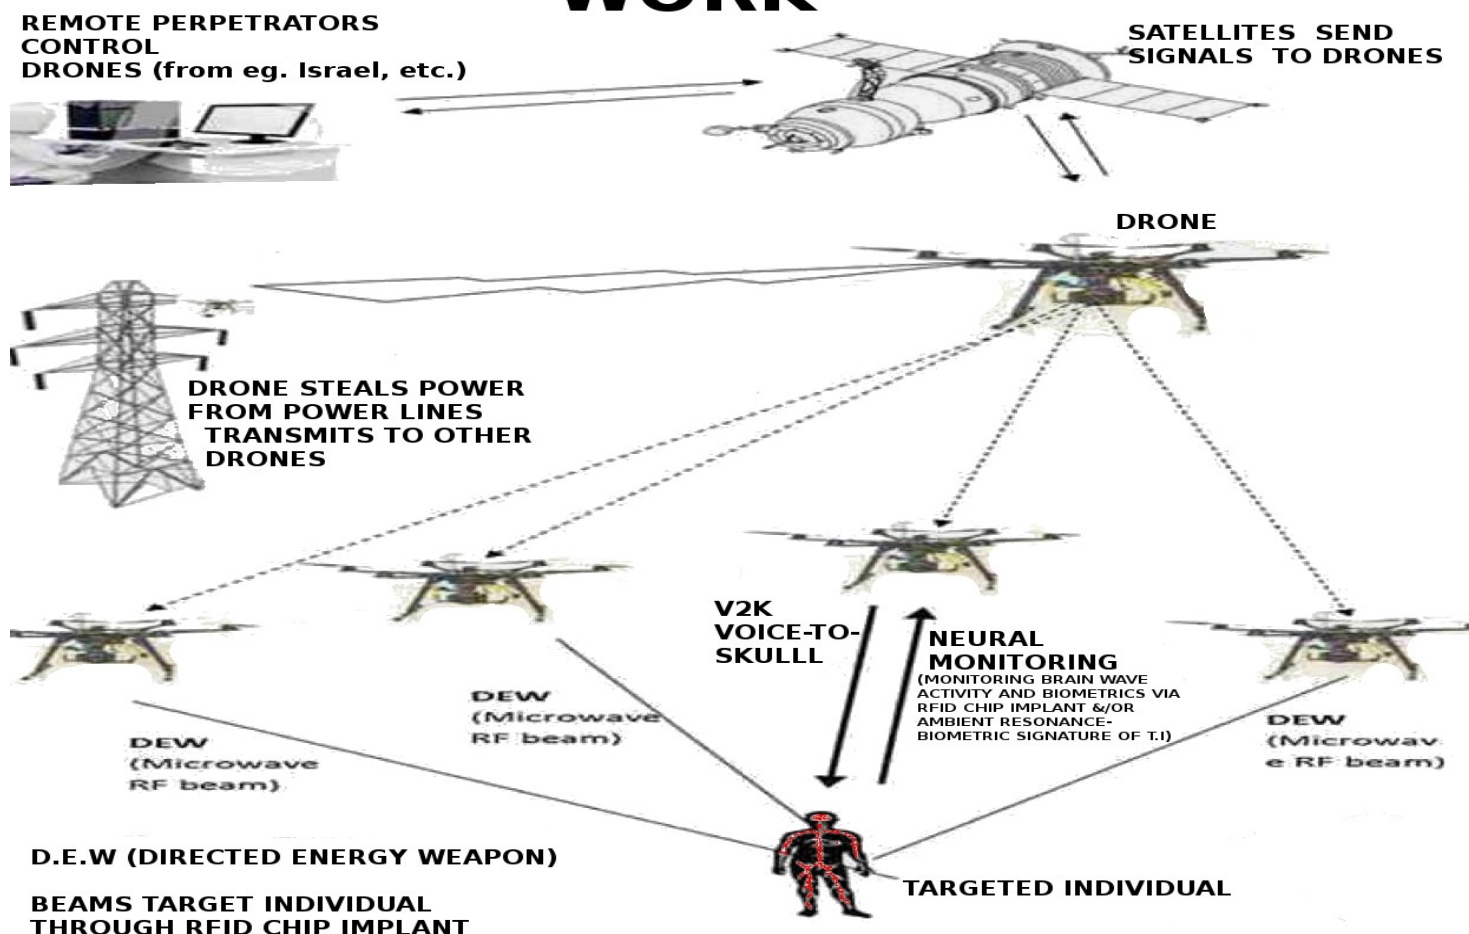 WORK
REMOTE PERPETRATORS
CONTROL
DRONES (from eg. Israel, etc.)
SATELLITES SEND
SIGNALS TO DRONES
DRONE
DRONE STEALS POWER
FROM POWER LINES
TRANSMITS TO OTHER
DRONES
V2K
VOICE-TO-
SKULLL
NEURAL
MONITORING
(MONITORING BRAIN WAVE
ACTIVITY AND BIOMETRICS VIA
RFID CHIP IMPLANT &/OR
AMBIENT RESONANCE-
BIOMETRIC SIGNATURE OF T.I)
DEW
(Microwave
RF beam)
DEW
(Microwave
RF beam)
DEW
(Microwav
e RF beam)
D.E.W (DIRECTED ENERGY WEAPON)
BEAMS TARGET INDIVIDUAL
THROUGH RFID CHIP IMPLANT
TARGETED INDIVIDUAL